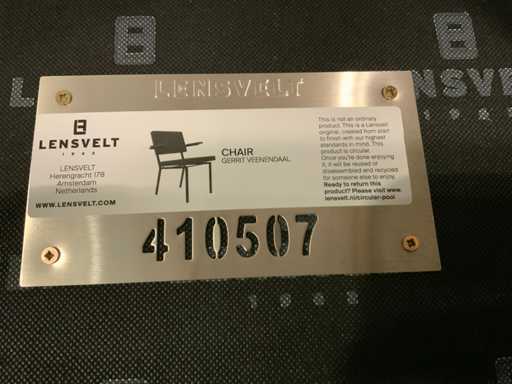 LENSVELT
LENSVELT
1962
LENSVELT
Herengracht 178
Amsterdam
Netherlands
WWW.LENSVELT.COM
CHAIR
GERRIT VEENENDAAL
This is not an ordinary
product. This is a Lensvelt
original, created from start
to finish with our highest
standards in mind. This
product is circular.
Once you're done enjoying
it, it will be reused or
disassembled and recycled
for someone else to enjoy.
Ready to return this
product? Please visit www.
lensvelt.nl/circular-pool
410507